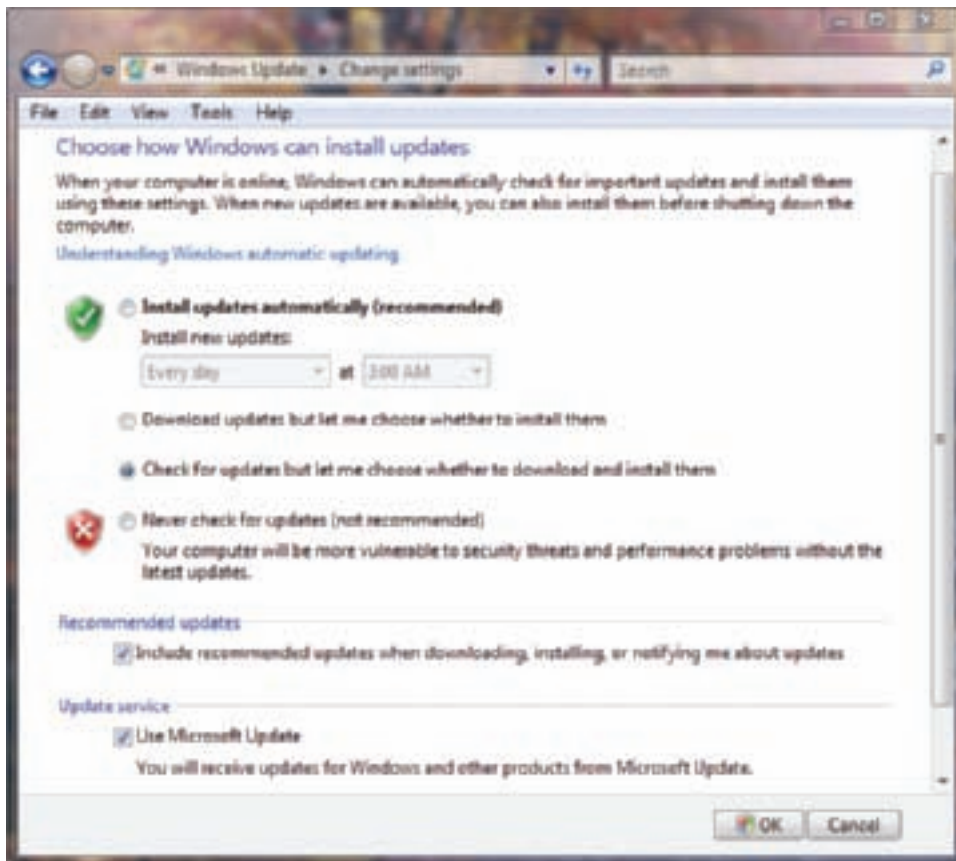 Windows Update ▸ Change settings
Search
File Edit View Tools Help
Choose how Windows can install updates
When your computer is online, Windows can automatically check for important updates and install them
using these settings. When new updates are available, you can also install them before shutting down the
computer.
Understanding Windows automatic updating
Install updates automatically (recommended)
Install new updates:
Every day at 3:00 AM
Download updates but let me choose whether to install them
Check for updates but let me choose whether to download and install them
Never check for updates (not recommended)
Your computer will be more vulnerable to security threats and performance problems without the
latest updates.
Recommended updates
Include recommended updates when downloading, installing, or notifying me about updates
Update service
Use Microsoft Update
You will receive updates for Windows and other products from Microsoft Update.
OK Cancel